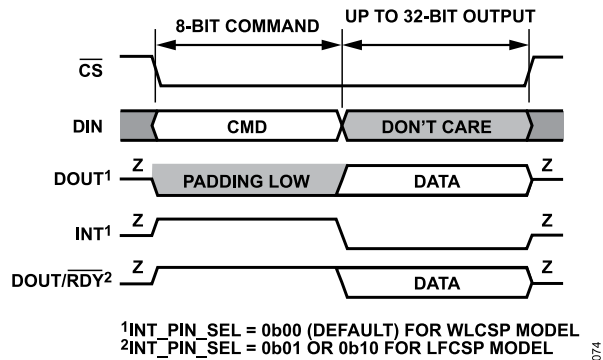 8-BIT COMMAND UP TO 32-BIT OUTPUT
CS
DIN CMD DON'T CARE
DOUT1 Z PADDING LOW DATA Z
INT1 Z Z
DOUT/RDY2 Z DATA Z
1INT_PIN_SEL = 0b00 (DEFAULT) FOR WLCSP MODEL
2INT_PIN_SEL = 0b01 OR 0b10 FOR LFCSP MODEL
074